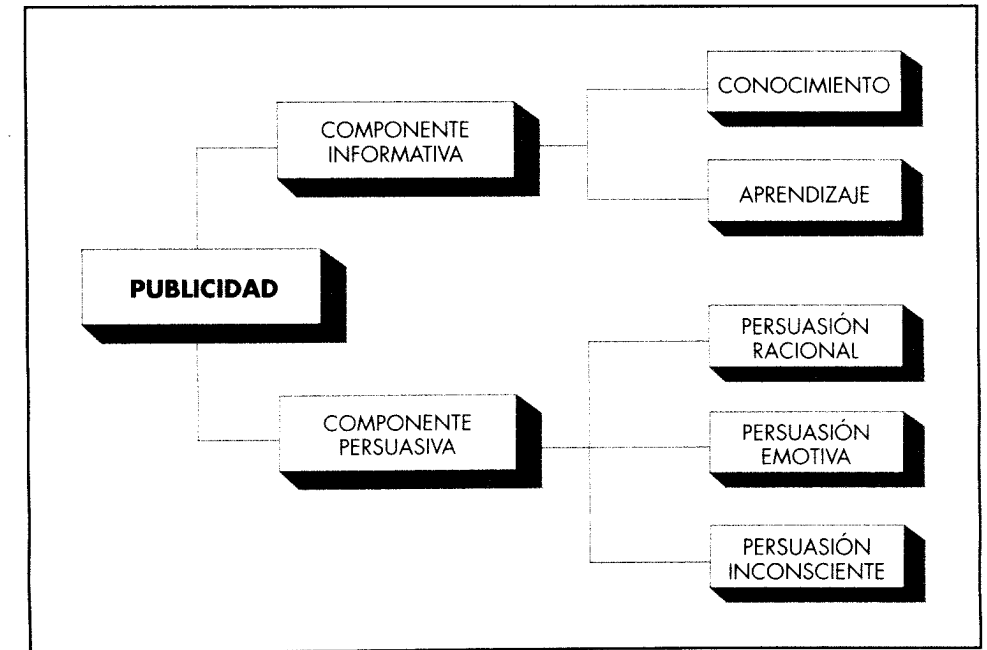 CONOCIMIENTO
COMPONENTE
INFORMATIVA
APRENDIZAJE
PUBLICIDAD
PERSUASIÓN
RACIONAL
COMPONENTE
PERSUASIVA
PERSUASIÓN
EMOTIVA
PERSUASIÓN
INCONSCIENTE